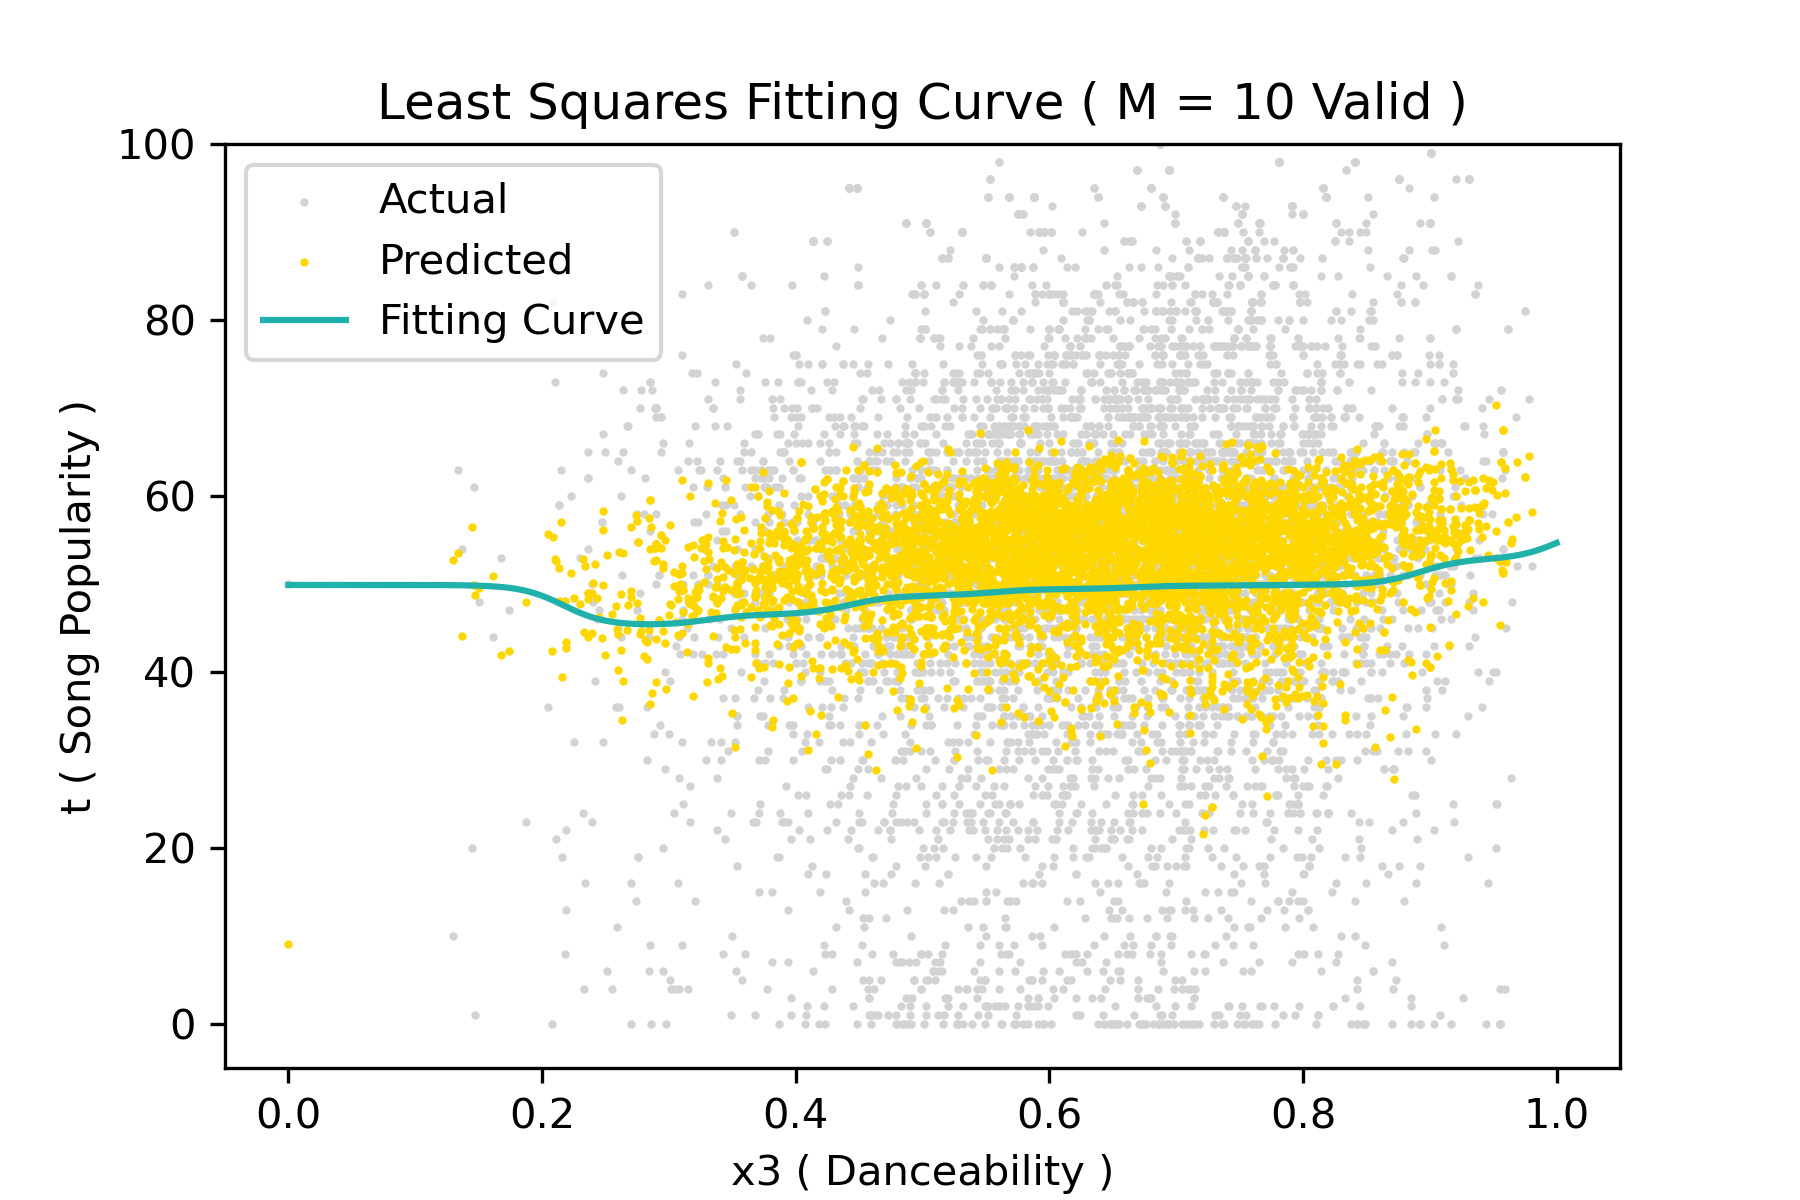 Least Squares Fitting Curve ( M = 10 Valid )
Actual
Predicted
Fitting Curve
100
80
60
40
20
0
t ( Song Popularity )
0.0 0.2 0.4 0.6 0.8 1.0
x3 ( Danceability )